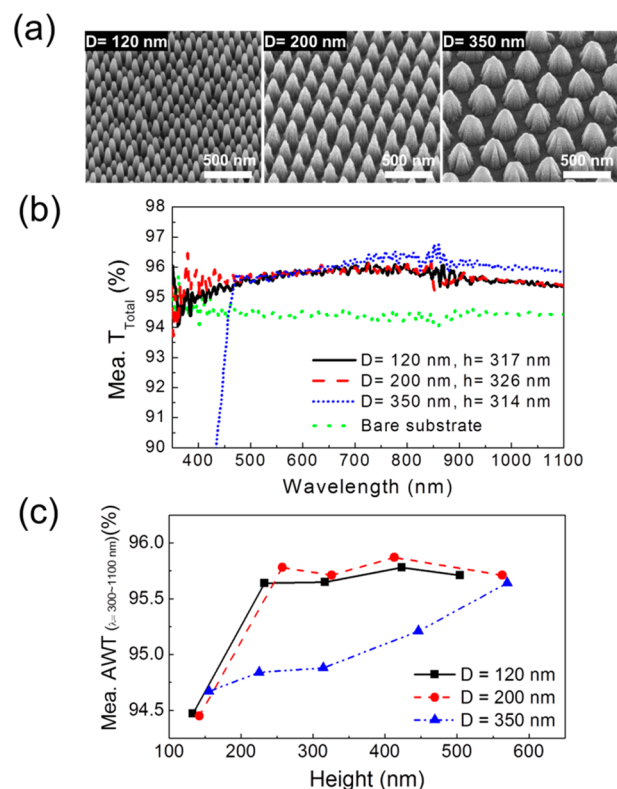 (a)
D= 120 nm
D= 200 nm
D= 350 nm
500 nm
500 nm
500 nm
(b)
98
97
96
95
94
93
92
91
90
Mea. T_Total (%)
D= 120 nm, h= 317 nm
D= 200 nm, h= 326 nm
D= 350 nm, h= 314 nm
Bare substrate
400 500 600 700 800 900 1000 1100
Wavelength (nm)
(c)
96.0
95.5
95.0
94.5
Mea. AWT (λ= 300~1100 nm)(%)
D = 120 nm
D = 200 nm
D = 350 nm
100 200 300 400 500 600
Height (nm)